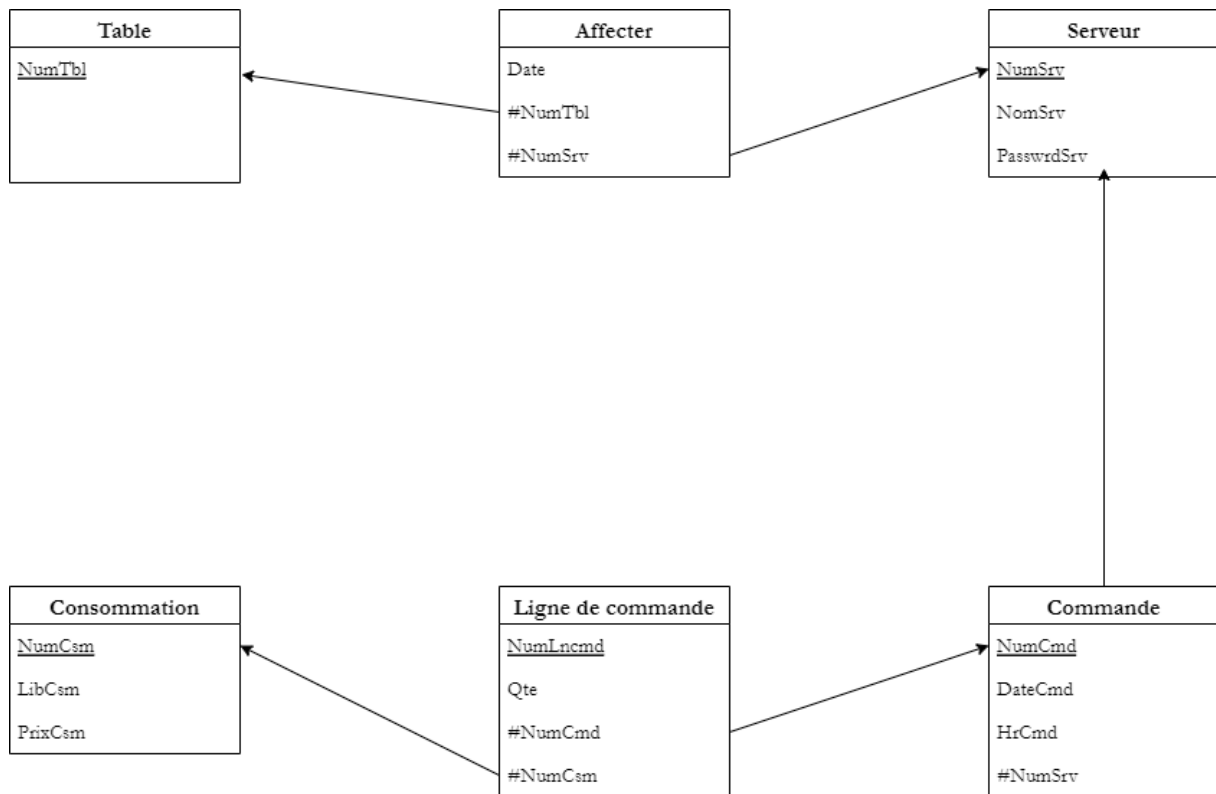 Table
NumTbl
Affecter
Date
#NumTbl
#NumSrv
Serveur
NumSrv
NomSrv
PasswrdSrv
Consommation
NumCsm
LibCsm
PrixCsm
Ligne de commande
NumLncmd
Qte
#NumCmd
#NumCsm
Commande
NumCmd
DateCmd
HrCmd
#NumSrv